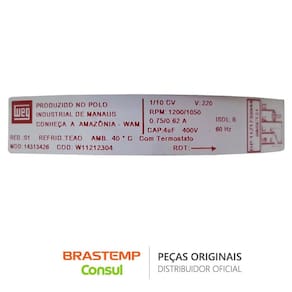 WEG
PRODUZIDO NO POLO
INDUSTRIAL DE MANAUS
CONHEÇA A AMAZÔNIA - WAM
1/10 CV V. 220
RPM 1200/1050
0.75/0.62 A ISOL. B
CAP.4uF 400V 60 Hz
REB.:01 REFRID.TEAO AMB. 40°C Com Termostato
MOD:14313426 COD:W11212304 ROT:
BRASTEMP
Consul
PEÇAS ORIGINAIS
DISTRIBUIDOR OFICIAL